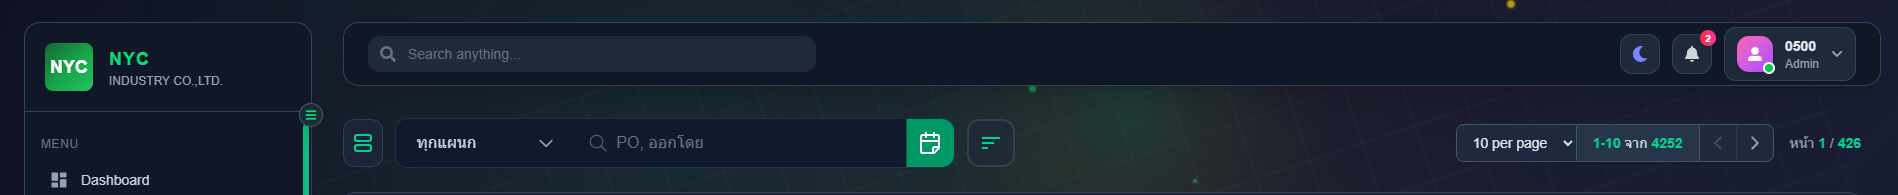 NYC
NYC
INDUSTRY CO.,LTD.
Search anything...
2
0500
Admin
ทุกแผนก
PO, ออกโดย
10 per page
1-10 จาก 4252
หน้า 1 / 426
MENU
Dashboard